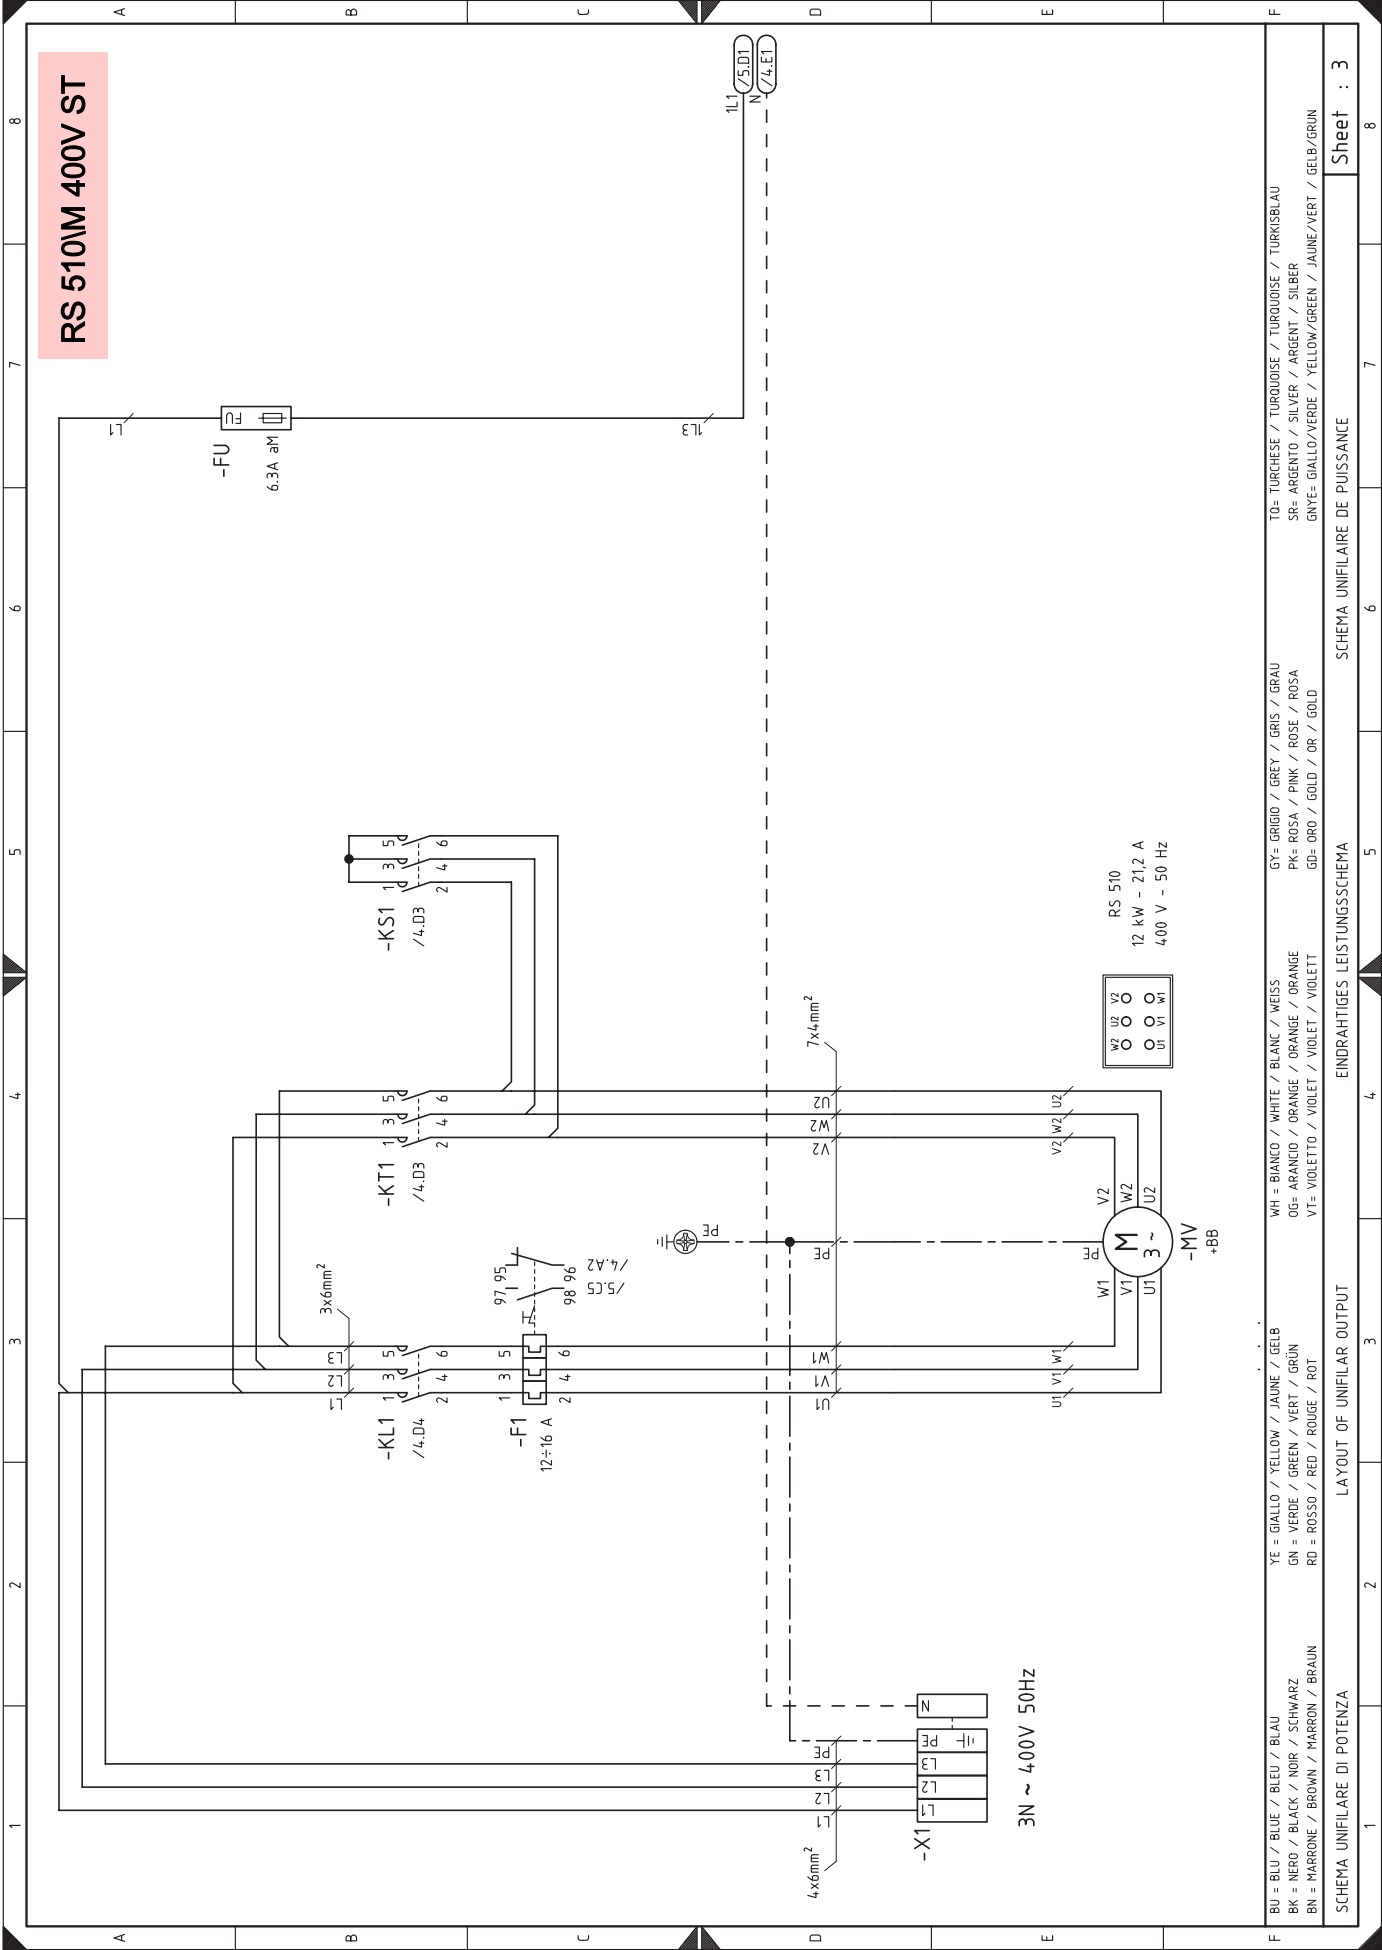 RS 510\M 400V ST
1 2 3 4 5 6 7 8
A
B
C
D
E
F
A
B
C
D
E
F
L1
-FU
FU
6.3A aM
1L3
1L1
/5.D1
N
/4.E1
3x6mm²
L1 L2 L3
-KL1
/4.D4
1 3 5
2 4 6
-KT1
/4.D3
1 3 5
2 4 6
-KS1
/4.D3
1 3 5
2 4 6
-F1
12÷16 A
1 3 5
2 4 6
97 95
98 96
/5.C5
/4.A2
PE
4x6mm²
L1 L2 L3 PE
-X1
L1 L2 L3 PE N
3N ~ 400V 50Hz
7x4mm²
U1 V1 W1 PE V2 W2 U2
U1 V1 W1 V2 W2 U2
W1
V1
U1
PE
V2
W2
U2
M
3 ~
-MV
+BB
W2 U2 V2
U1 V1 W1
RS 510
12 kW - 21,2 A
400 V - 50 Hz
BU = BLU / BLUE / BLEU / BLAU
BK = NERO / BLACK / NOIR / SCHWARZ
BN = MARRONE / BROWN / MARRON / BRAUN
YE = GIALLO / YELLOW / JAUNE / GELB
GN = VERDE / GREEN / VERT / GRÜN
RD = ROSSO / RED / ROUGE / ROT
WH = BIANCO / WHITE / BLANC / WEISS
OG= ARANCIO / ORANGE / ORANGE / ORANGE
VT= VIOLETTO / VIOLET / VIOLET / VIOLETT
GY= GRIGIO / GREY / GRIS / GRAU
PK= ROSA / PINK / ROSE / ROSA
GD= ORO / GOLD / OR / GOLD
TQ= TURCHESE / TURQUOISE / TURQUOISE / TURKISBLAU
SR= ARGENTO / SILVER / ARGENT / SILBER
GNYE= GIALLO/VERDE / YELLOW/GREEN / JAUNE/VERT / GELB/GRUN
SCHEMA UNIFILARE DI POTENZA
LAYOUT OF UNIFILAR OUTPUT
EINDRAHTIGES LEISTUNGSSCHEMA
SCHEMA UNIFILAIRE DE PUISSANCE
Sheet : 3
1 2 3 4 5 6 7 8